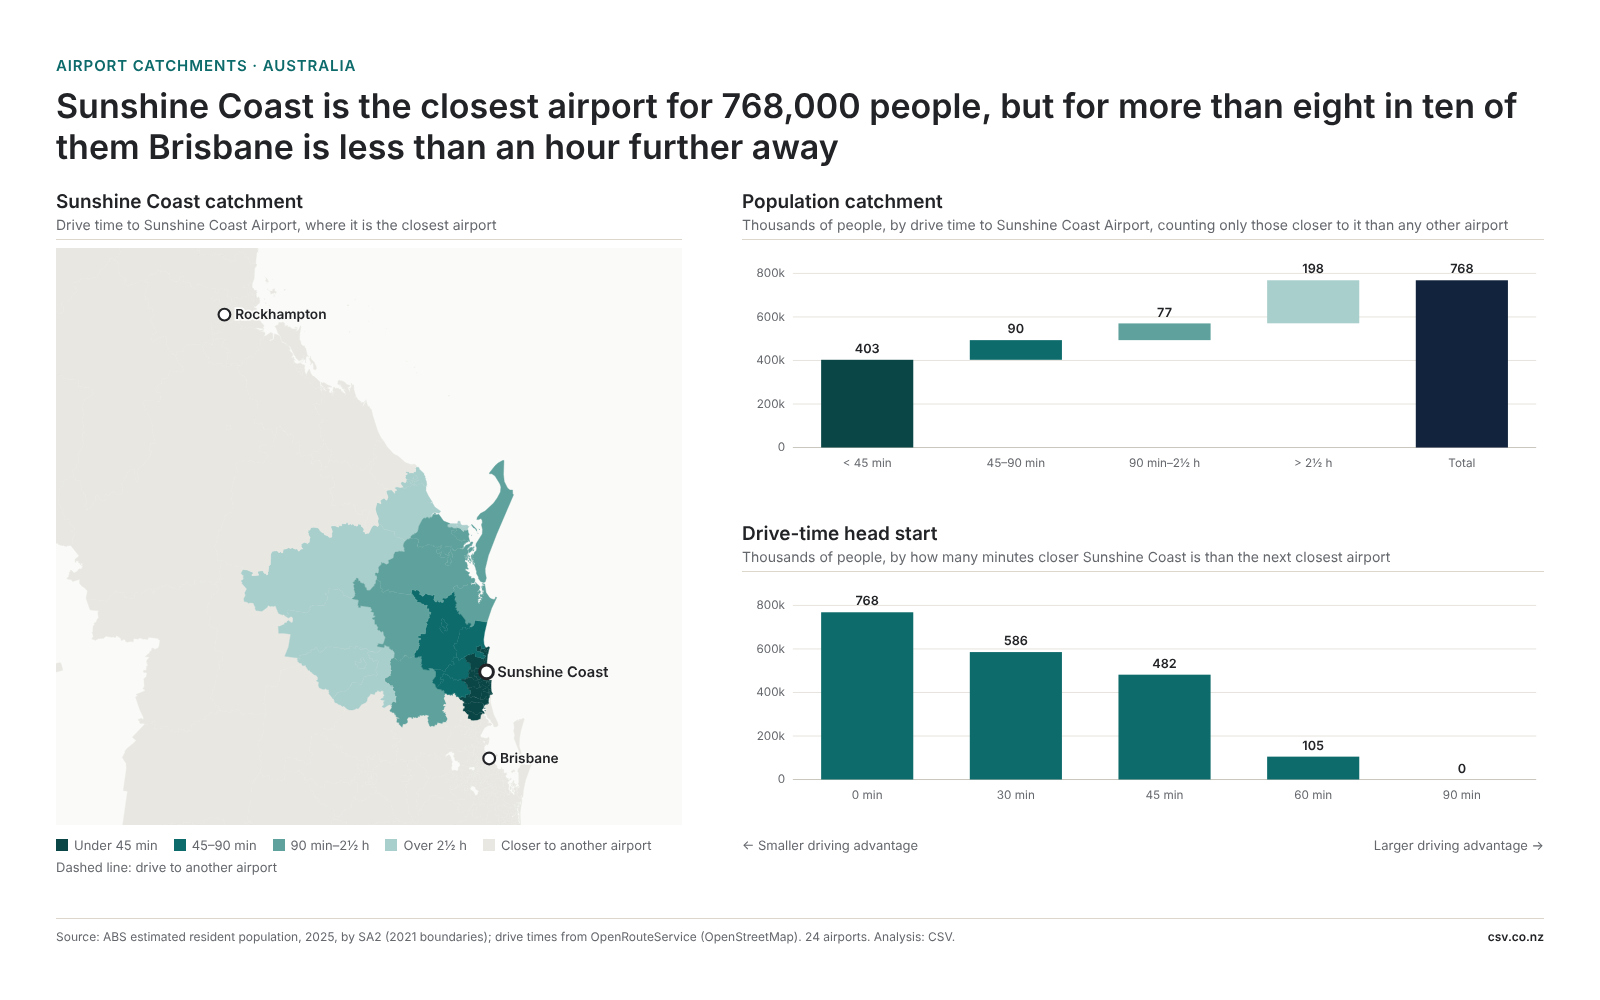 AIRPORT CATCHMENTS · AUSTRALIA
Sunshine Coast is the closest airport for 768,000 people, but for more than eight in ten of
them Brisbane is less than an hour further away
Sunshine Coast catchment
Drive time to Sunshine Coast Airport, where it is the closest airport
Rockhampton
Sunshine Coast
Brisbane
Under 45 min
45–90 min
90 min–2½ h
Over 2½ h
Closer to another airport
Dashed line: drive to another airport
Population catchment
Thousands of people, by drive time to Sunshine Coast Airport, counting only those closer to it than any other airport
800k
600k
400k
200k
0
403
90
77
198
768
< 45 min
45–90 min
90 min–2½ h
> 2½ h
Total
Drive-time head start
Thousands of people, by how many minutes closer Sunshine Coast is than the next closest airport
800k
600k
400k
200k
0
768
586
482
105
0
0 min
30 min
45 min
60 min
90 min
← Smaller driving advantage
Larger driving advantage →
Source: ABS estimated resident population, 2025, by SA2 (2021 boundaries); drive times from OpenRouteService (OpenStreetMap). 24 airports. Analysis: CSV.
csv.co.nz